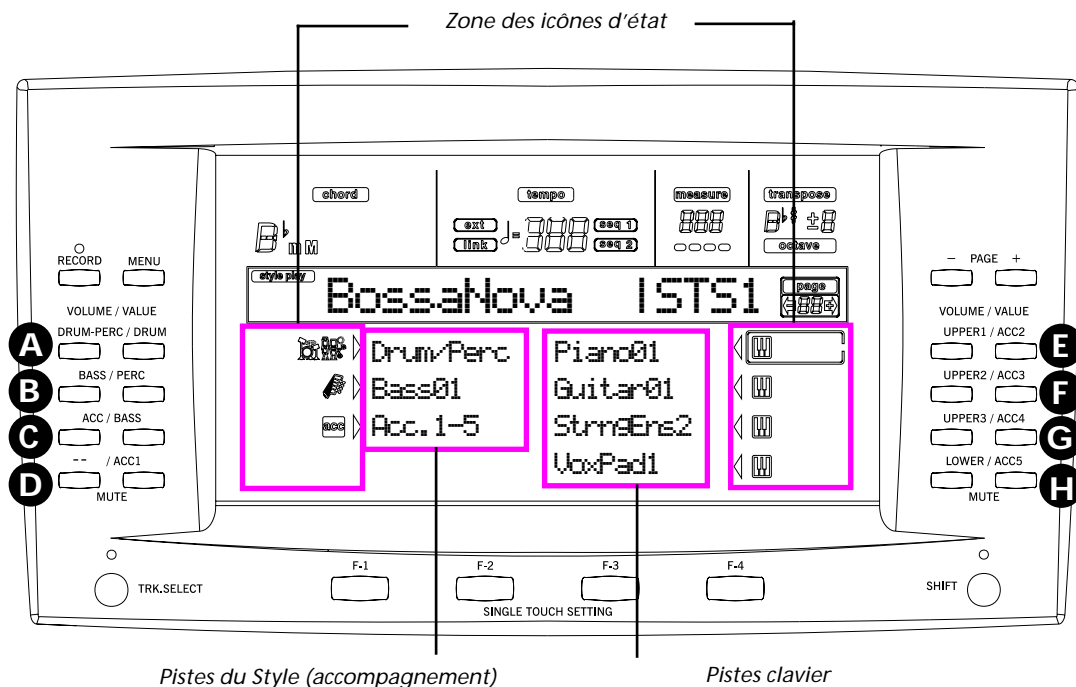 Zone des icônes d'état
chord
tempo
measure
transpose
ext
seq 1
link
seq 2
octave
RECORD
MENU
style play
BossaNova ISTS1
page
- PAGE +
VOLUME / VALUE
VOLUME / VALUE
A
DRUM-PERC / DRUM
Drum/Perc
Piano01
UPPER1 / ACC2
E
B
BASS / PERC
Bass01
Guitar01
UPPER2 / ACC3
F
C
ACC / BASS
acc
Acc.1-5
StrngEns2
UPPER3 / ACC4
G
D
-- / ACC1
VoxPad1
LOWER / ACC5
H
MUTE
MUTE
TRK.SELECT
F-1
F-2
F-3
F-4
SHIFT
SINGLE TOUCH SETTING
Pistes du Style (accompagnement)
Pistes clavier